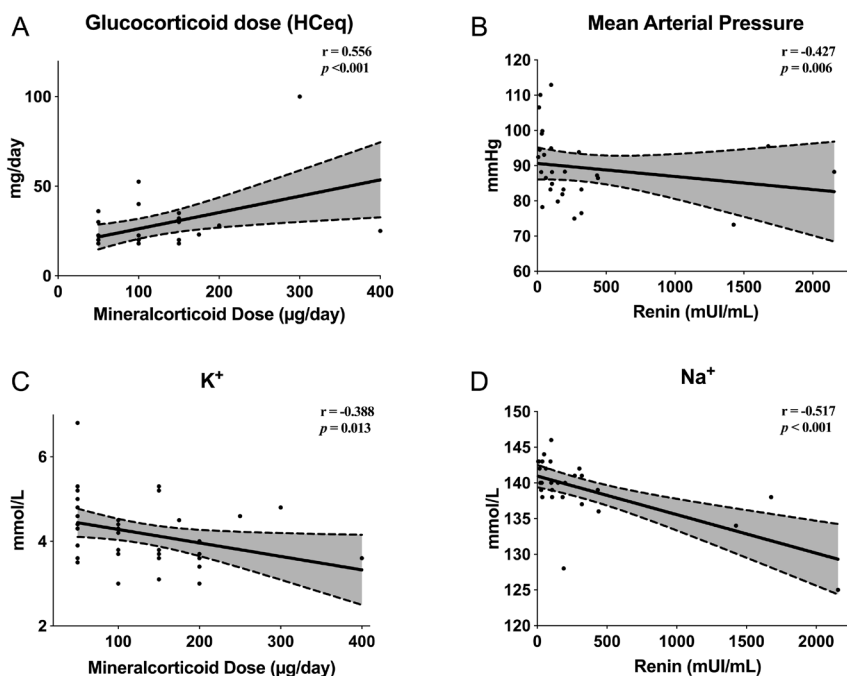 A
Glucocorticoid dose (HCeq)
r = 0.556
p <0.001
100
50
0
mg/day
0
100
200
300
400
Mineralcorticoid Dose (µg/day)
B
Mean Arterial Pressure
r = -0.427
p = 0.006
120
110
100
90
80
70
60
mmHg
0
500
1000
1500
2000
Renin (mUI/mL)
C
K+
r = -0.388
p = 0.013
6
4
2
mmol/L
100
200
300
400
Mineralcorticoid Dose (µg/day)
D
Na+
r = -0.517
p < 0.001
150
145
140
135
130
125
120
mmol/L
0
500
1000
1500
2000
Renin (mUI/mL)